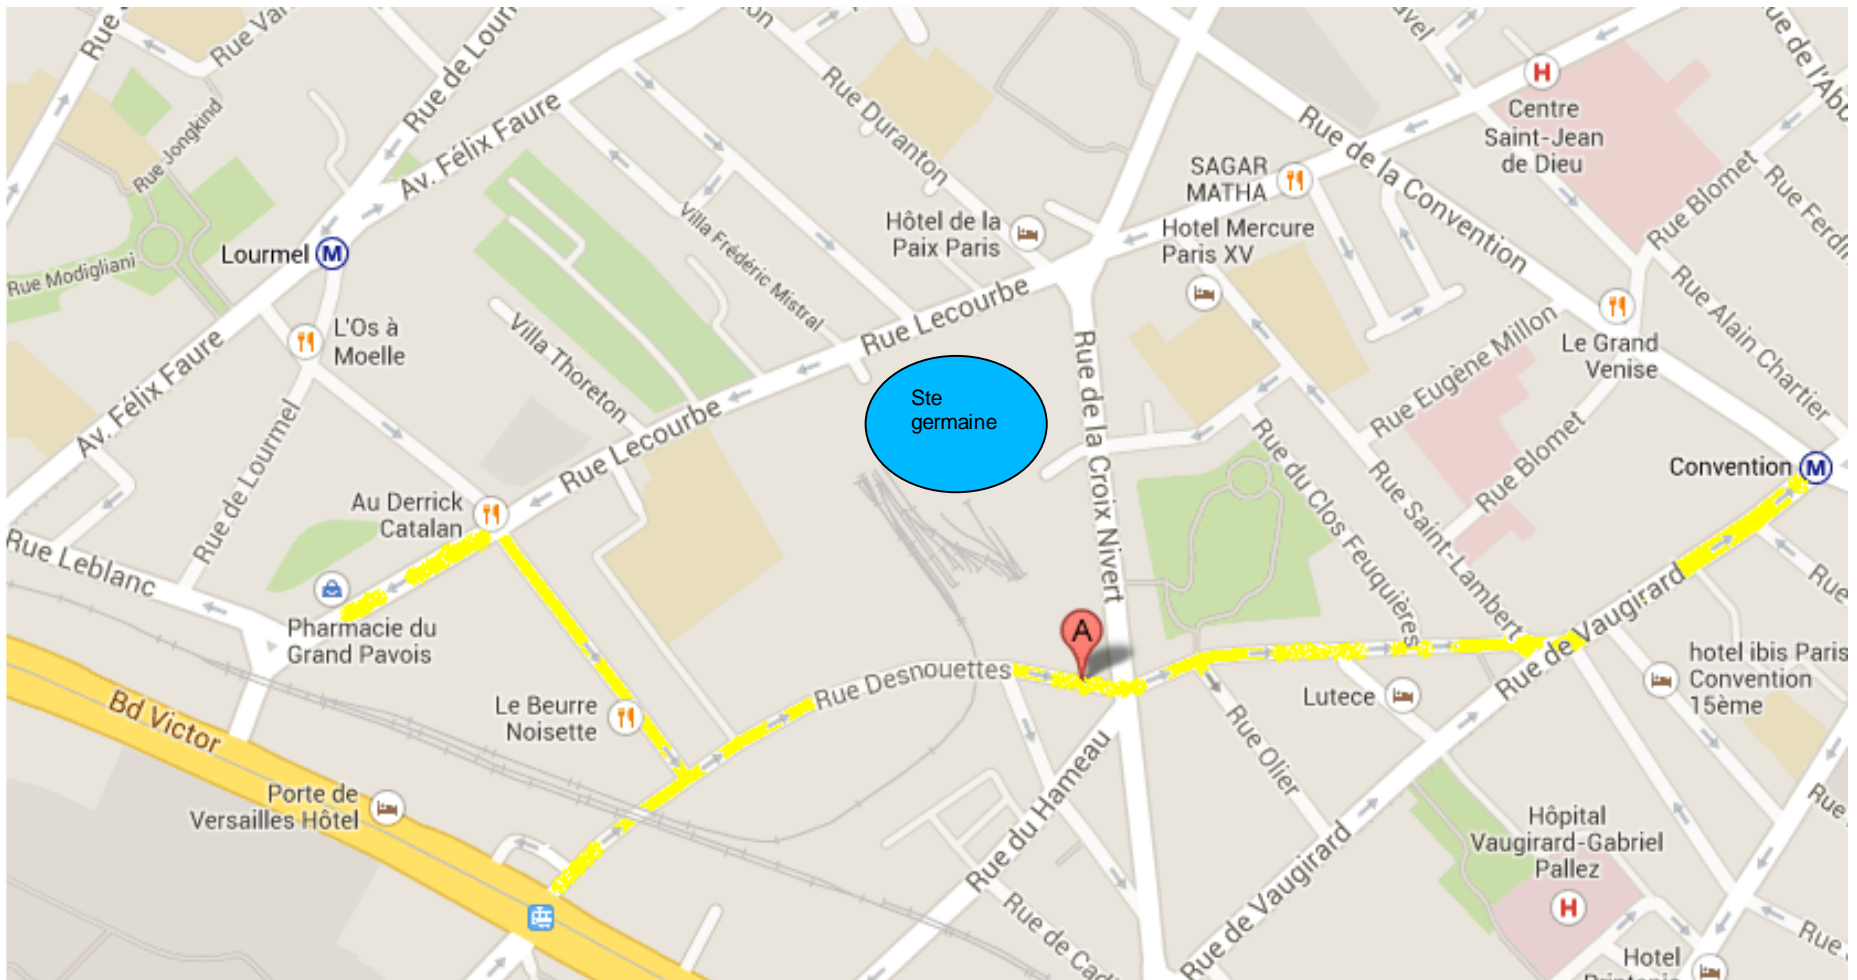 Rue Jongkind
Rue de Lour
Av. Félix Faure
Rue Duranton
Rue de la Convention
H
Centre
Saint-Jean
de Dieu
SAGAR
MATHA
Rue Blomet
Hôtel de la
Paix Paris
Hotel Mercure
Paris XV
Villa Frédéric Mistral
Lourmel M
Rue Modigliani
L'Os à
Moelle
Villa Thoreton
Rue Lecourbe
Rue Alain Chartier
Le Grand
Venise
Rue Eugène Millon
Av. Félix Faure
Rue de Lourmel
Rue Lecourbe
Ste
germaine
Rue de la Croix Nivert
Rue du Clos Feuquières
Rue Saint-Lambert
Rue Blomet
Convention M
Au Derrick
Catalan
Rue Leblanc
Pharmacie du
Grand Pavois
A
Rue Desnouettes
Rue de Vaugirard
Bd Victor
Le Beurre
Noisette
Lutece
hotel ibis Paris
Convention
15ème
Rue Olier
Rue du Hameau
Porte de
Versailles Hôtel
Hôpital
Vaugirard-Gabriel
Pallez
H
Rue de Vaugirard
Rue de Cadi
Rue
Hotel